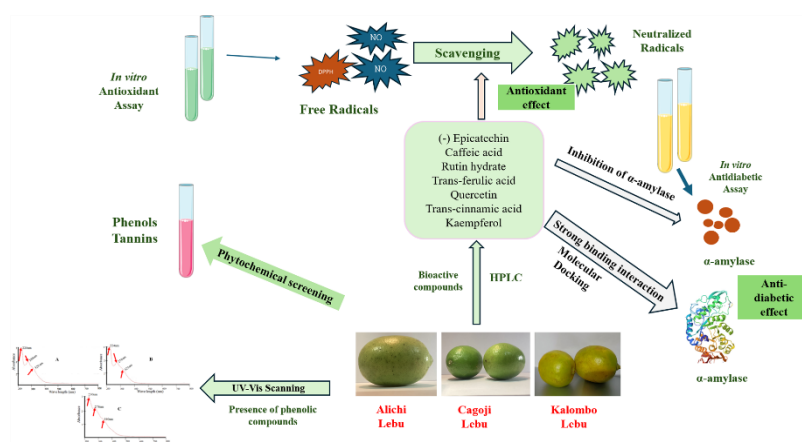 In vitro
Antioxidant
Assay
DPPH
NO
NO
Free Radicals
Scavenging
Neutralized
Radicals
Antioxidant
effect
(-) Epicatechin
Caffeic acid
Rutin hydrate
Trans-ferulic acid
Quercetin
Trans-cinnamic acid
Kaempferol
Inhibition of α-amylase
In vitro
Antidiabetic
Assay
α-amylase
Strong binding interaction
Molecular
Docking
Anti-
diabetic
effect
α-amylase
Phenols
Tannins
Phytochemical screening
Bioactive
compounds
HPLC
A
B
C
UV-Vis Scanning
Presence of phenolic
compounds
Alichi
Lebu
Cagoji
Lebu
Kalombo
Lebu